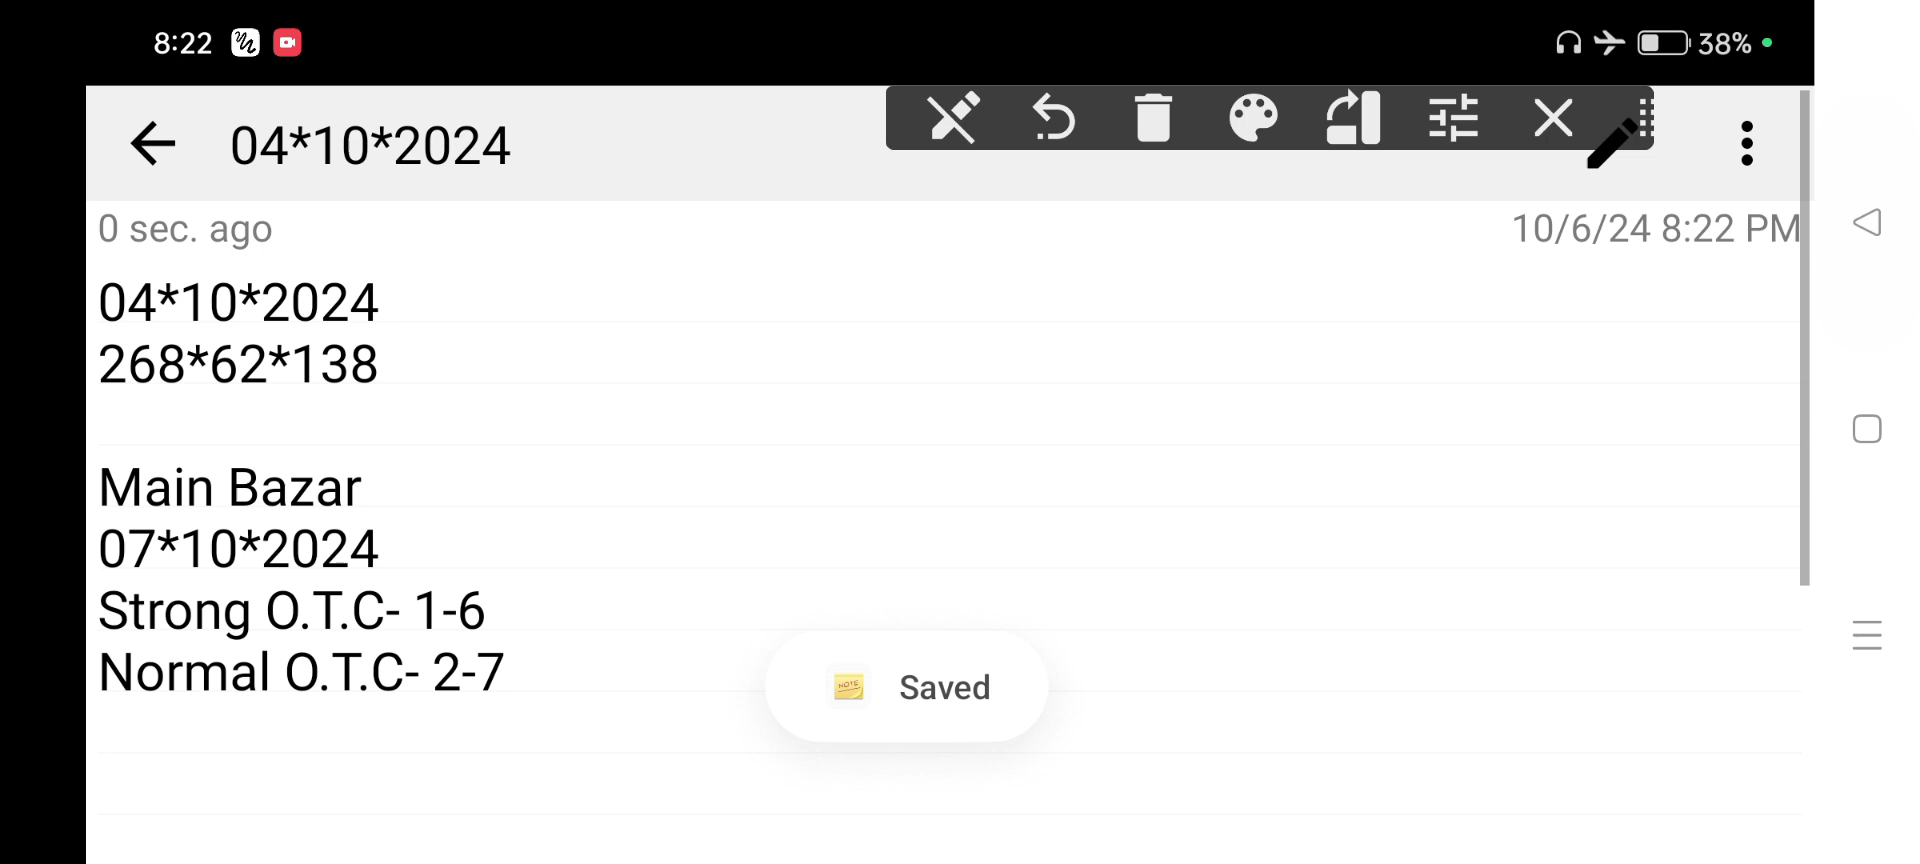 8:22
38%
04*10*2024
0 sec. ago
10/6/24 8:22 PM
04*10*2024
268*62*138
Main Bazar
07*10*2024
Strong O.T.C- 1-6
Normal O.T.C- 2-7
NOTE
Saved